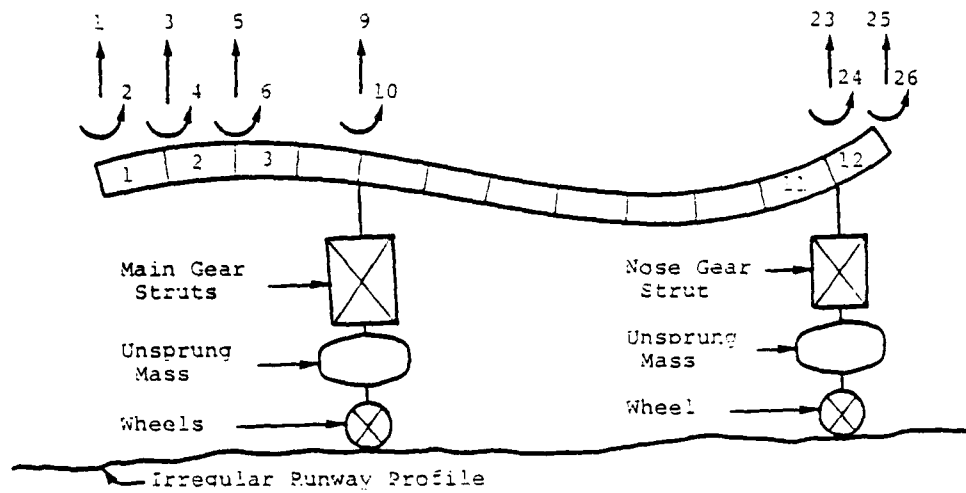 1 3 5 9 23 25
2 4 6 10 24 26
1 2 3 11 12
Main Gear
Struts
Nose Gear
Strut
Unsprung
Mass
Unsprung
Mass
Wheels
Wheel
Irregular Runway Profile